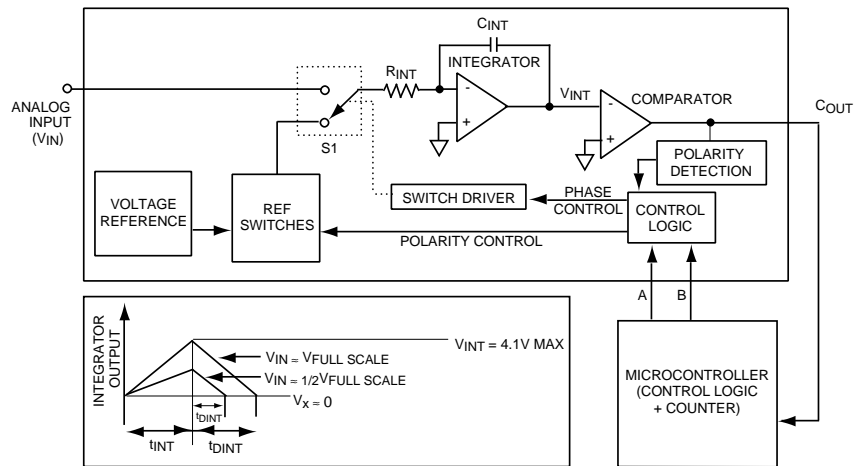 CINT
RINT
INTEGRATOR
-
+
VINT
COMPARATOR
-
+
COUT
ANALOG
INPUT
(VIN)
S1
POLARITY
DETECTION
VOLTAGE
REFERENCE
REF
SWITCHES
SWITCH DRIVER
PHASE
CONTROL
CONTROL
LOGIC
POLARITY CONTROL
A
B
INTEGRATOR
OUTPUT
VINT = 4.1V MAX
VIN ≈ VFULL SCALE
VIN ≈ 1/2VFULL SCALE
VX ≈ 0
tDINT
tINT
tDINT
MICROCONTROLLER
(CONTROL LOGIC
+ COUNTER)